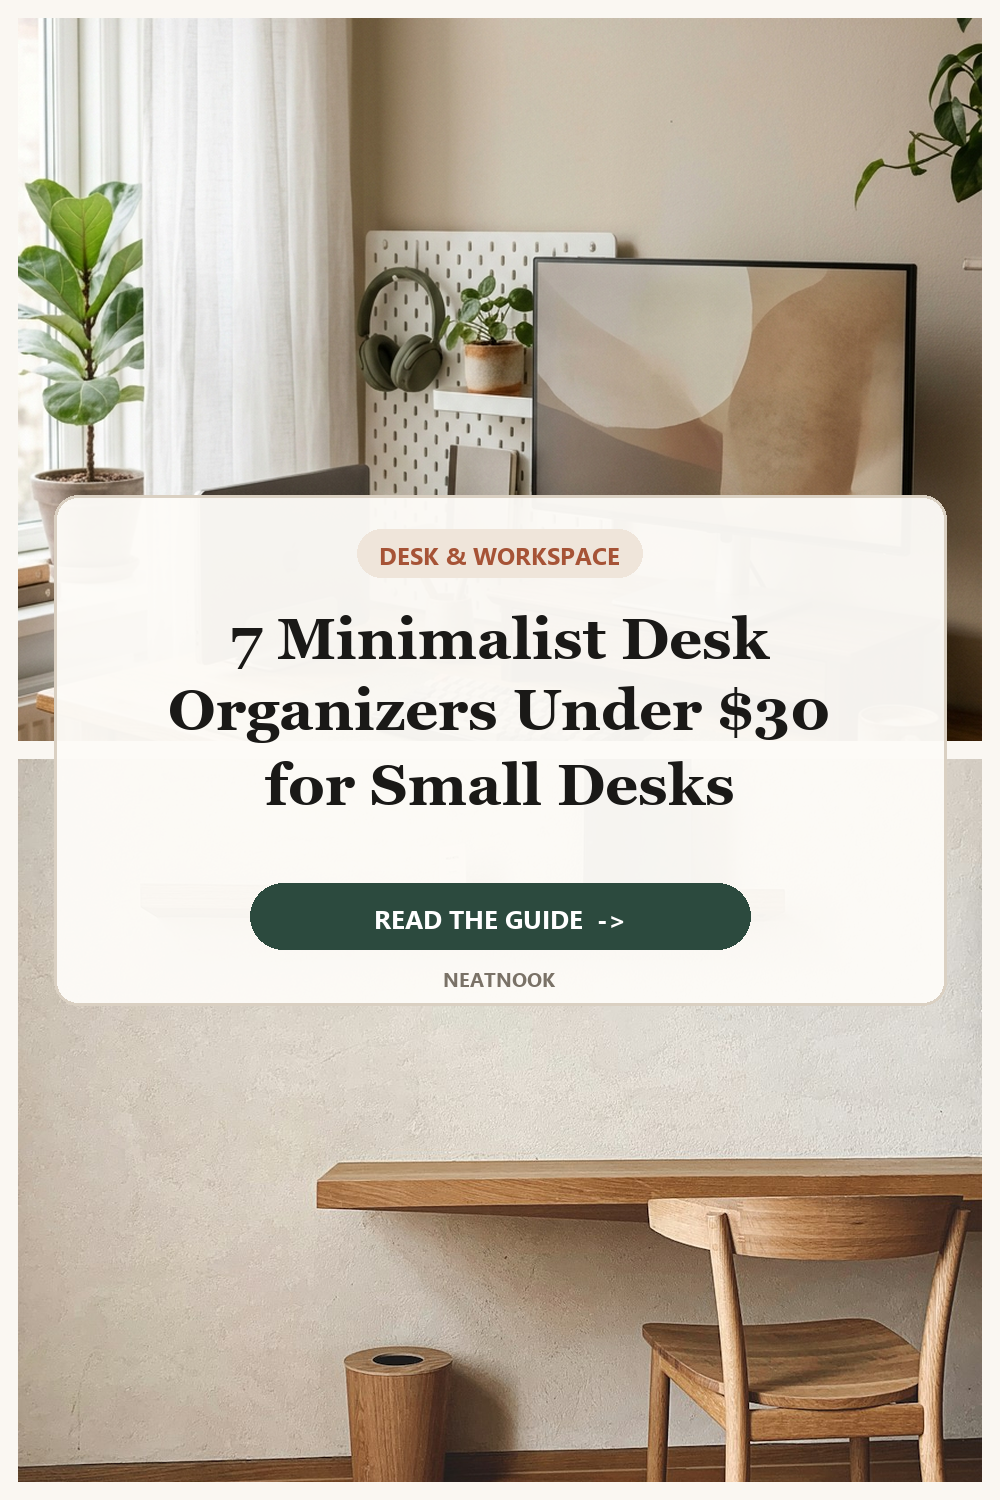 DESK & WORKSPACE
7 Minimalist Desk
Organizers Under $30
for Small Desks
READ THE GUIDE ->
NEATNOOK